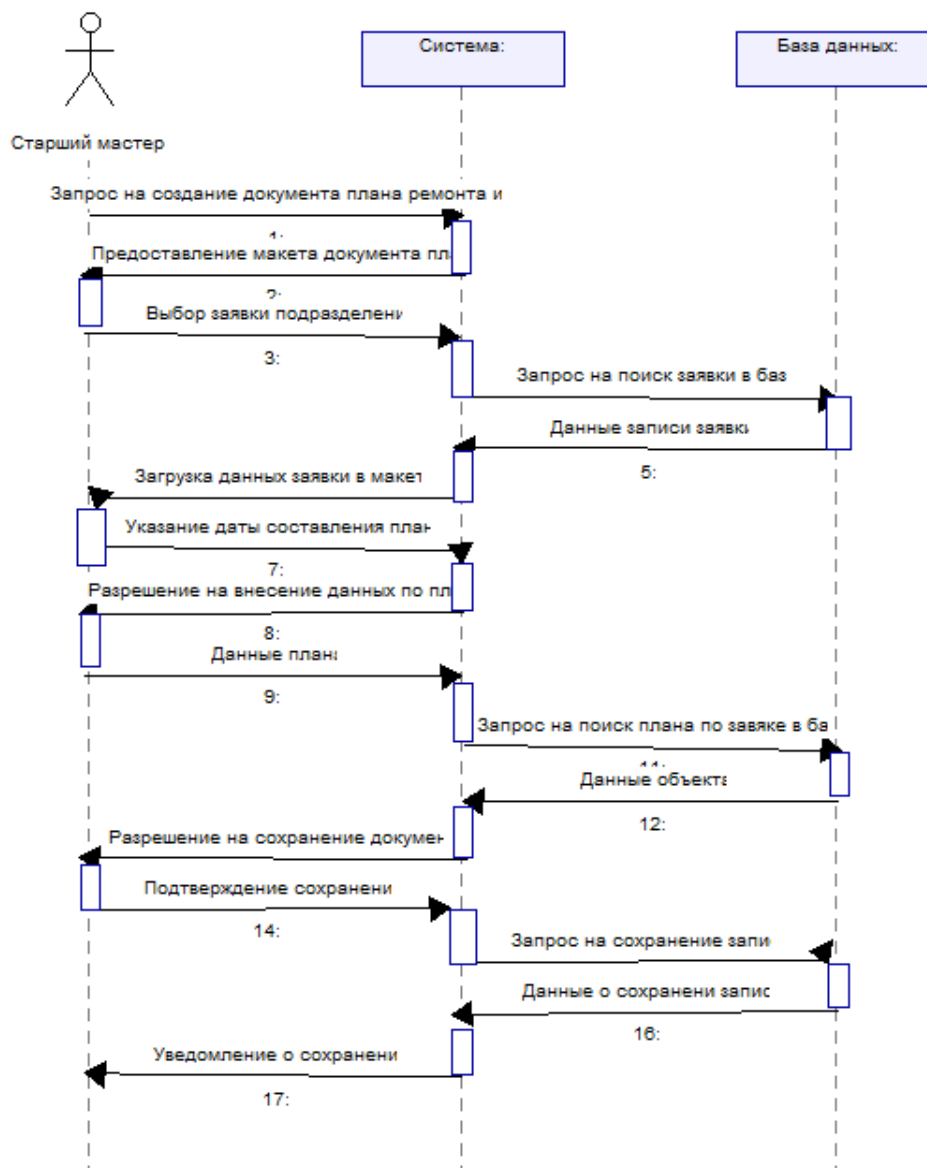 Система:
База данных:
Старший мастер
Запрос на создание документа плана ремонта и
1:
Предоставление макета документа пла
2:
Выбор заявки подразделени
3:
Запрос на поиск заявки в баз
Данные записи заявки
5:
Загрузка данных заявки в макет
Указание даты составления план
7:
Разрешение на внесение данных по пл
8:
Данные плана
9:
Запрос на поиск плана по завяке в ба
11:
Данные объекта
12:
Разрешение на сохранение докумен
Подтверждение сохранени
14:
Запрос на сохранение запи
Данные о сохранени запис
16:
Уведомление о сохранени
17: